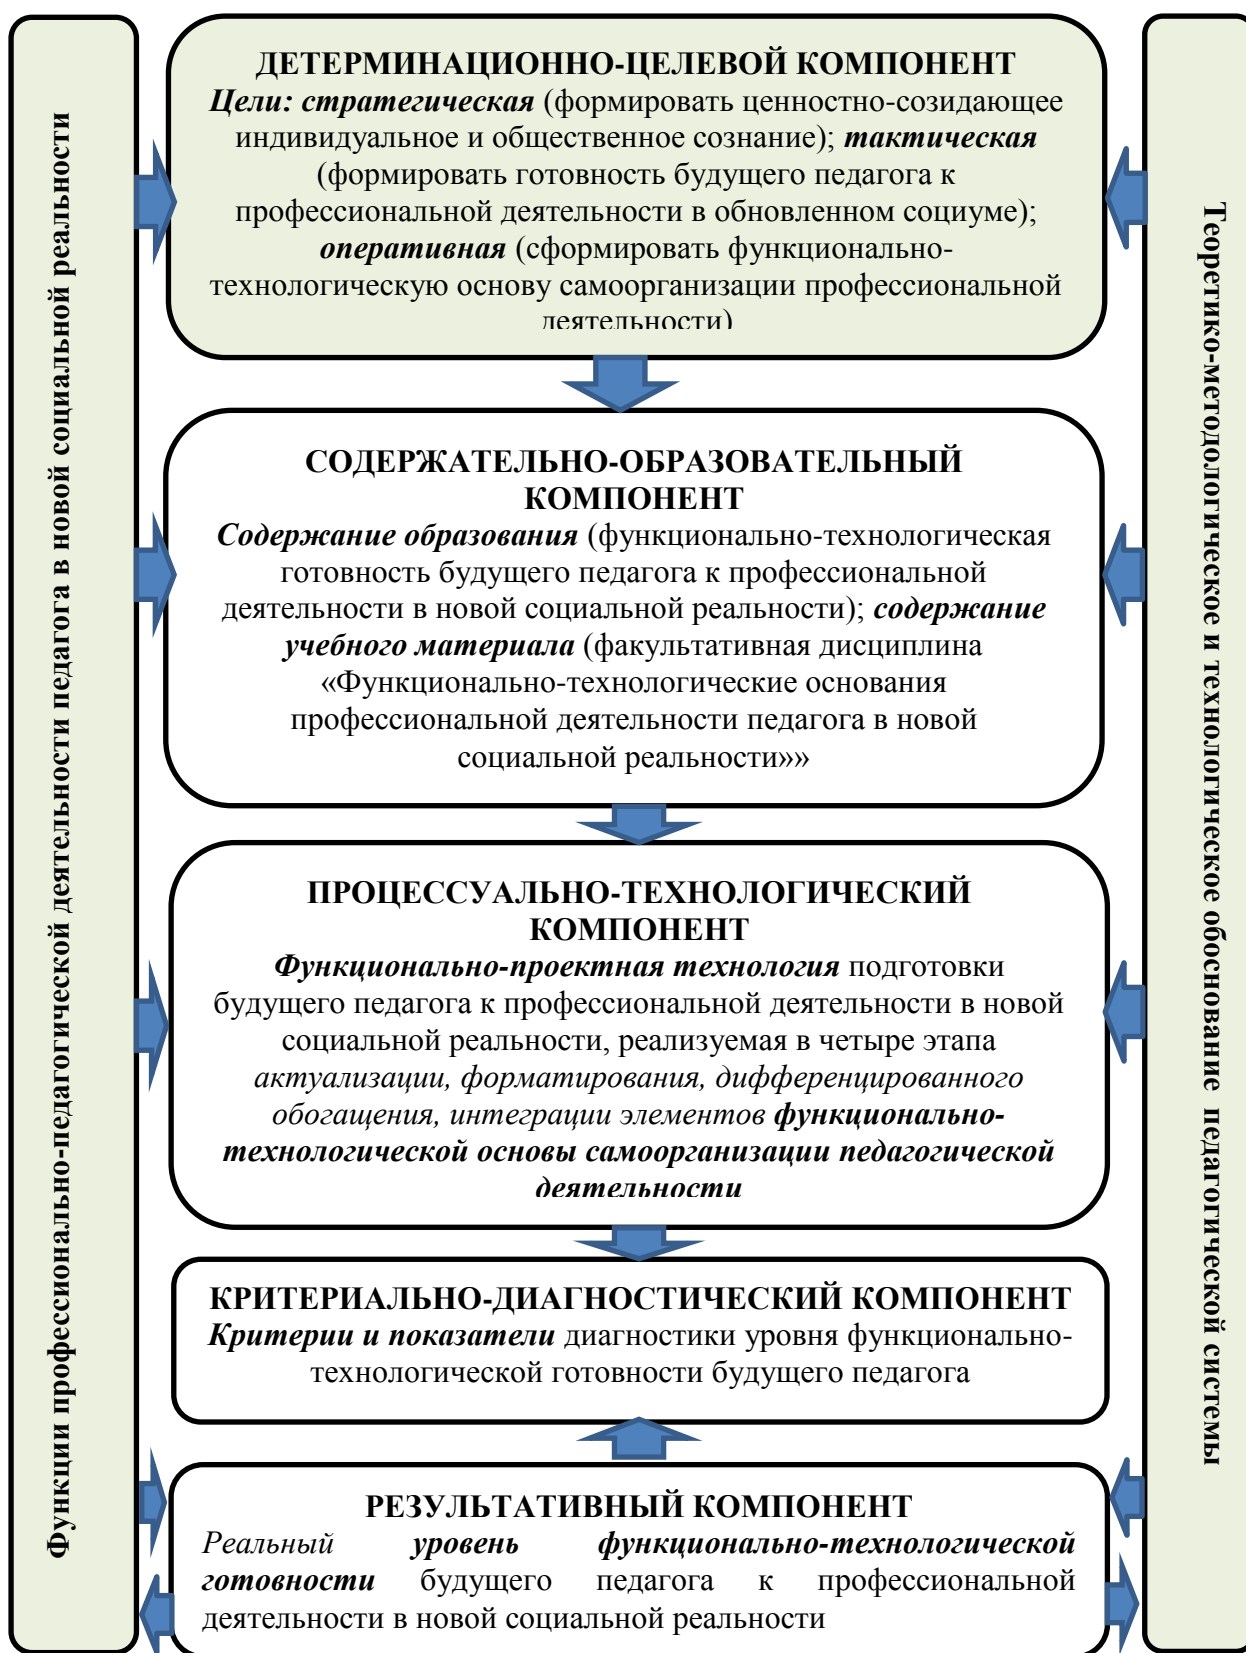 Функции профессионально-педагогической деятельности педагога в новой социальной реальности
ДЕТЕРМИНАЦИОННО-ЦЕЛЕВОЙ КОМПОНЕНТ
Цели: стратегическая (формировать ценностно-созидающее
индивидуальное и общественное сознание); тактическая
(формировать готовность будущего педагога к
профессиональной деятельности в обновленном социуме);
оперативная (сформировать функционально-
технологическую основу самоорганизации профессиональной
деятельности)
СОДЕРЖАТЕЛЬНО-ОБРАЗОВАТЕЛЬНЫЙ
КОМПОНЕНТ
Содержание образования (функционально-технологическая
готовность будущего педагога к профессиональной
деятельности в новой социальной реальности); содержание
учебного материала (факультативная дисциплина
«Функционально-технологические основания
профессиональной деятельности педагога в новой
социальной реальности»»
ПРОЦЕССУАЛЬНО-ТЕХНОЛОГИЧЕСКИЙ
КОМПОНЕНТ
Функционально-проектная технология подготовки
будущего педагога к профессиональной деятельности в новой
социальной реальности, реализуемая в четыре этапа
актуализации, форматирования, дифференцированного
обогащения, интеграции элементов функционально-
технологической основы самоорганизации педагогической
деятельности
КРИТЕРИАЛЬНО-ДИАГНОСТИЧЕСКИЙ КОМПОНЕНТ
Критерии и показатели диагностики уровня функционально-
технологической готовности будущего педагога
РЕЗУЛЬТАТИВНЫЙ КОМПОНЕНТ
Реальный уровень функционально-технологической
готовности будущего педагога к профессиональной
деятельности в новой социальной реальности
Теоретико-методологическое и технологическое обоснование педагогической системы